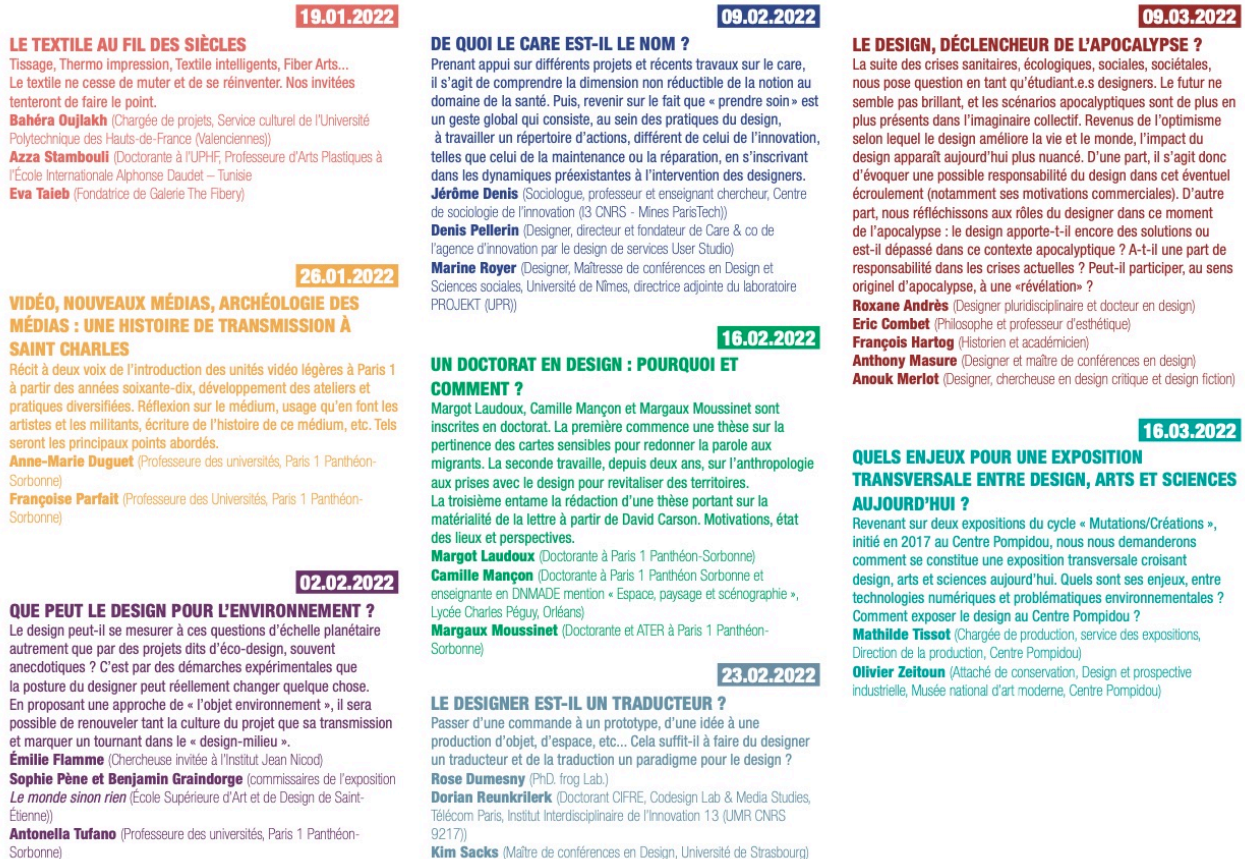 19.01.2022
LE TEXTILE AU FIL DES SIÈCLES
Tissage, Thermo impression, Textile intelligents, Fiber Arts...
Le textile ne cesse de muter et de se réinventer. Nos invitées
tenteront de faire le point.
Bahéra Oujlakh (Chargée de projets, Service culturel de l'Université
Polytechnique des Hauts-de-France (Valenciennes))
Azza Stambouli (Doctorante à l'UPHF, Professeure d'Arts Plastiques à
l'École Internationale Alphonse Daudet – Tunisie
Eva Taieb (Fondatrice de Galerie The Fibery)
26.01.2022
VIDÉO, NOUVEAUX MÉDIAS, ARCHÉOLOGIE DES
MÉDIAS : UNE HISTOIRE DE TRANSMISSION À
SAINT CHARLES
Récit à deux voix de l'introduction des unités vidéo légères à Paris 1
à partir des années soixante-dix, développement des ateliers et
pratiques diversifiées. Réflexion sur le médium, usage qu'en font les
artistes et les militants, écriture de l'histoire de ce médium, etc. Tels
seront les principaux points abordés.
Anne-Marie Duguet (Professeure des universités, Paris 1 Panthéon-
Sorbonne)
Françoise Parfait (Professeure des Universités, Paris 1 Panthéon-
Sorbonne)
02.02.2022
QUE PEUT LE DESIGN POUR L'ENVIRONNEMENT ?
Le design peut-il se mesurer à ces questions d'échelle planétaire
autrement que par des projets dits d'éco-design, souvent
anecdotiques ? C'est par des démarches expérimentales que
la posture du designer peut réellement changer quelque chose.
En proposant une approche de « l'objet environnement », il sera
possible de renouveler tant la culture du projet que sa transmission
et marquer un tournant dans le « design-milieu ».
Émilie Flamme (Chercheuse invitée à l'Institut Jean Nicod)
Sophie Pène et Benjamin Graindorge (commissaires de l'exposition
Le monde sinon rien (École Supérieure d'Art et de Design de Saint-
Étienne))
Antonella Tufano (Professeure des universités, Paris 1 Panthéon-
Sorbonne)
09.02.2022
DE QUOI LE CARE EST-IL LE NOM ?
Prenant appui sur différents projets et récents travaux sur le care,
il s'agit de comprendre la dimension non réductible de la notion au
domaine de la santé. Puis, revenir sur le fait que « prendre soin » est
un geste global qui consiste, au sein des pratiques du design,
à travailler un répertoire d'actions, différent de celui de l'innovation,
telles que celui de la maintenance ou la réparation, en s'inscrivant
dans les dynamiques préexistantes à l'intervention des designers.
Jérôme Denis (Sociologue, professeur et enseignant chercheur, Centre
de sociologie de l'innovation (I3 CNRS - Mines ParisTech))
Denis Pellerin (Designer, directeur et fondateur de Care & co de
l'agence d'innovation par le design de services User Studio)
Marine Royer (Designer, Maîtresse de conférences en Design et
Sciences sociales, Université de Nîmes, directrice adjointe du laboratoire
PROJEKT (UPR))
16.02.2022
UN DOCTORAT EN DESIGN : POURQUOI ET
COMMENT ?
Margot Laudoux, Camille Mançon et Margaux Moussinet sont
inscrites en doctorat. La première commence une thèse sur la
pertinence des cartes sensibles pour redonner la parole aux
migrants. La seconde travaille, depuis deux ans, sur l'anthropologie
aux prises avec le design pour revitaliser des territoires.
La troisième entame la rédaction d'une thèse portant sur la
matérialité de la lettre à partir de David Carson. Motivations, état
des lieux et perspectives.
Margot Laudoux (Doctorante à Paris 1 Panthéon-Sorbonne)
Camille Mançon (Doctorante à Paris 1 Panthéon Sorbonne et
enseignante en DNMADE mention « Espace, paysage et scénographie »,
Lycée Charles Péguy, Orléans)
Margaux Moussinet (Doctorante et ATER à Paris 1 Panthéon-
Sorbonne)
23.02.2022
LE DESIGNER EST-IL UN TRADUCTEUR ?
Passer d'une commande à un prototype, d'une idée à une
production d'objet, d'espace, etc... Cela suffit-il à faire du designer
un traducteur et de la traduction un paradigme pour le design ?
Rose Dumesny (PhD. frog Lab.)
Dorian Reunkrilerk (Doctorant CIFRE, Codesign Lab & Media Studies,
Télécom Paris, Institut Interdisciplinaire de l'Innovation 13 (UMR CNRS
9217))
Kim Sacks (Maître de conférences en Design, Université de Strasbourg)
09.03.2022
LE DESIGN, DÉCLENCHEUR DE L'APOCALYPSE ?
La suite des crises sanitaires, écologiques, sociales, sociétales,
nous pose question en tant qu'étudiant.e.s designers. Le futur ne
semble pas brillant, et les scénarios apocalyptiques sont de plus en
plus présents dans l'imaginaire collectif. Revenus de l'optimisme
selon lequel le design améliore la vie et le monde, l'impact du
design apparaît aujourd'hui plus nuancé. D'une part, il s'agit donc
d'évoquer une possible responsabilité du design dans cet éventuel
écroulement (notamment ses motivations commerciales). D'autre
part, nous réfléchissons aux rôles du designer dans ce moment
de l'apocalypse : le design apporte-t-il encore des solutions ou
est-il dépassé dans ce contexte apocalyptique ? A-t-il une part de
responsabilité dans les crises actuelles ? Peut-il participer, au sens
originel d'apocalypse, à une «révélation» ?
Roxane Andrès (Designer pluridisciplinaire et docteur en design)
Eric Combet (Philosophe et professeur d'esthétique)
François Hartog (Historien et académicien)
Anthony Masure (Designer et maître de conférences en design)
Anouk Merlot (Designer, chercheuse en design critique et design fiction)
16.03.2022
QUELS ENJEUX POUR UNE EXPOSITION
TRANSVERSALE ENTRE DESIGN, ARTS ET SCIENCES
AUJOURD'HUI ?
Revenant sur deux expositions du cycle « Mutations/Créations »,
initié en 2017 au Centre Pompidou, nous nous demanderons
comment se constitue une exposition transversale croisant
design, arts et sciences aujourd'hui. Quels sont ses enjeux, entre
technologies numériques et problématiques environnementales ?
Comment exposer le design au Centre Pompidou ?
Mathilde Tissot (Chargée de production, service des expositions,
Direction de la production, Centre Pompidou)
Olivier Zeitoun (Attaché de conservation, Design et prospective
industrielle, Musée national d'art moderne, Centre Pompidou)